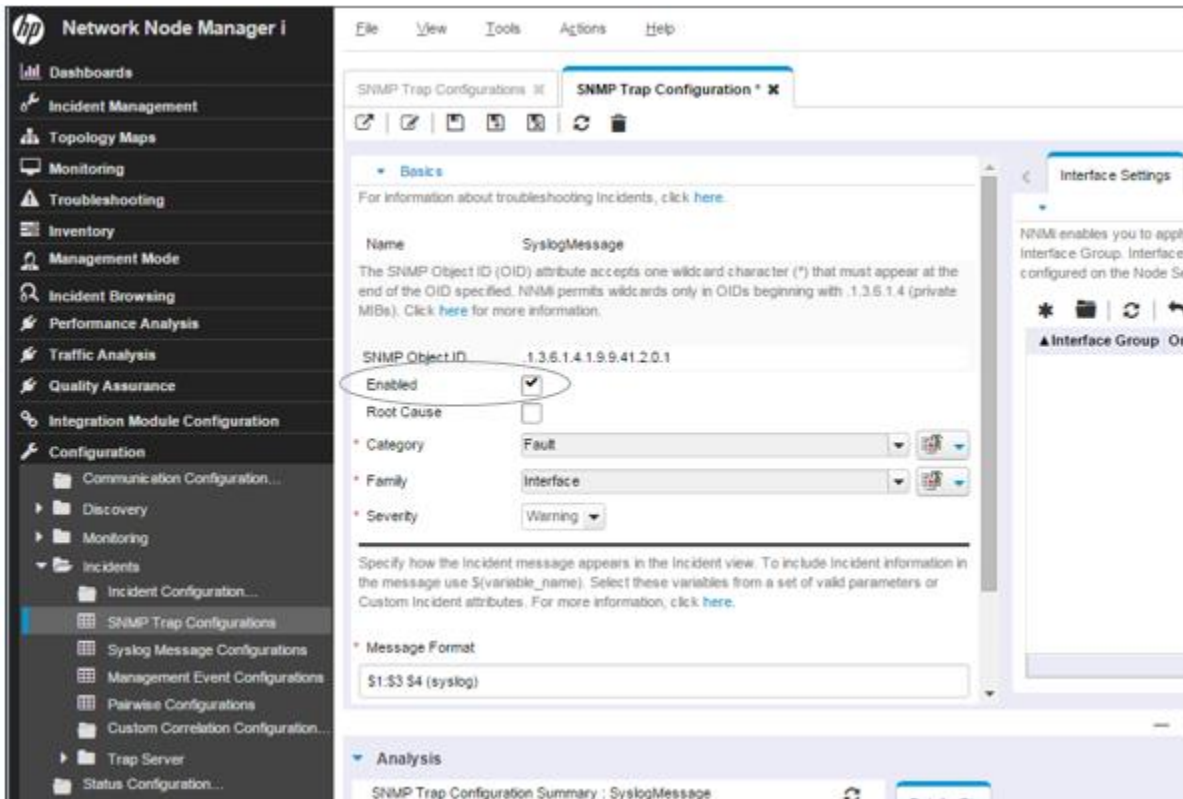 hp Network Node Manager i
File View Tools Actions Help
Dashboards
Incident Management
Topology Maps
Monitoring
Troubleshooting
Inventory
Management Mode
Incident Browsing
Performance Analysis
Traffic Analysis
Quality Assurance
Integration Module Configuration
Configuration
Communication Configuration...
Discovery
Monitoring
Incidents
Incident Configuration...
SNMP Trap Configurations
Syslog Message Configurations
Management Event Configurations
Pairwise Configurations
Custom Correlation Configuration...
Trap Server
Status Configuration...
SNMP Trap Configurations
SNMP Trap Configuration *
Basics
For information about troubleshooting Incidents, click here.
Name SyslogMessage
The SNMP Object ID (OID) attribute accepts one wildcard character (*) that must appear at the
end of the OID specified. NNMi permits wildcards only in OIDs beginning with .1.3.6.1.4 (private
MIBs). Click here for more information.
SNMP Object ID .1.3.6.1.4.1.9.9.41.2.0.1
Enabled
Root Cause
* Category Fault
* Family Interface
* Severity Warning
Specify how the Incident message appears in the Incident view. To include Incident information in
the message use $(variable_name). Select these variables from a set of valid parameters or
Custom Incident attributes. For more information, click here.
* Message Format
$1:$3 $4 (syslog)
Analysis
SNMP Trap Configuration Summary : SyslogMessage
Interface Settings
NNMi enables you to apply
Interface Group. Interface
configured on the Node Se
Interface Group Or